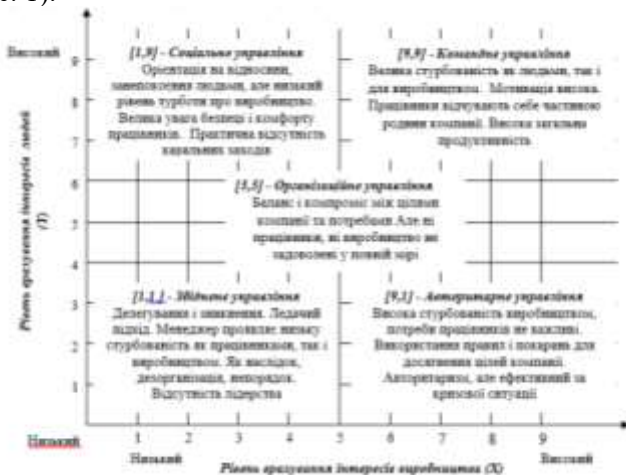 Високий
[1,9] - Соціальне управління
Орієнтація на відносини,
занепокоєння людьми, але низький
рівень турботи про виробництво.
Велика увага безпеці і комфорту
працівників. Практична відсутність
каральних заходів
[9,9] - Командне управління
Велика стурбованість як людьми, так і
для виробництвом. Мотивація висока.
Працівники відчувають себе частиною
родини компанії. Висока загальна
продуктивність
[5,5] - Організаційне управління
Баланс і компроміс між цілями
компанії та потребами Але ні
працівники, ні виробництво не
задоволені у повній мірі
[1,1] - Збіднене управління
Делегування і зникнення. Ледачий
підхід. Менеджер проявляє низьку
стурбованість як працівниками, так і
виробництвом. Як наслідок,
дезорганізація, непорядок.
Відсутність лідерства
[9,1] - Авторитарне управління
Висока стурбованість виробництвом,
потреби працівників не важливі.
Використання правил і покарань для
досягнення цілей компанії.
Авторитаризм, але ефективний за
кризової ситуації
Рівень врахування інтересів людей
(Y)
9
8
7
6
5
4
3
2
1
Низький
1 2 3 4 5 6 7 8 9
Низький
Високий
Рівень врахування інтересів виробництва (X)